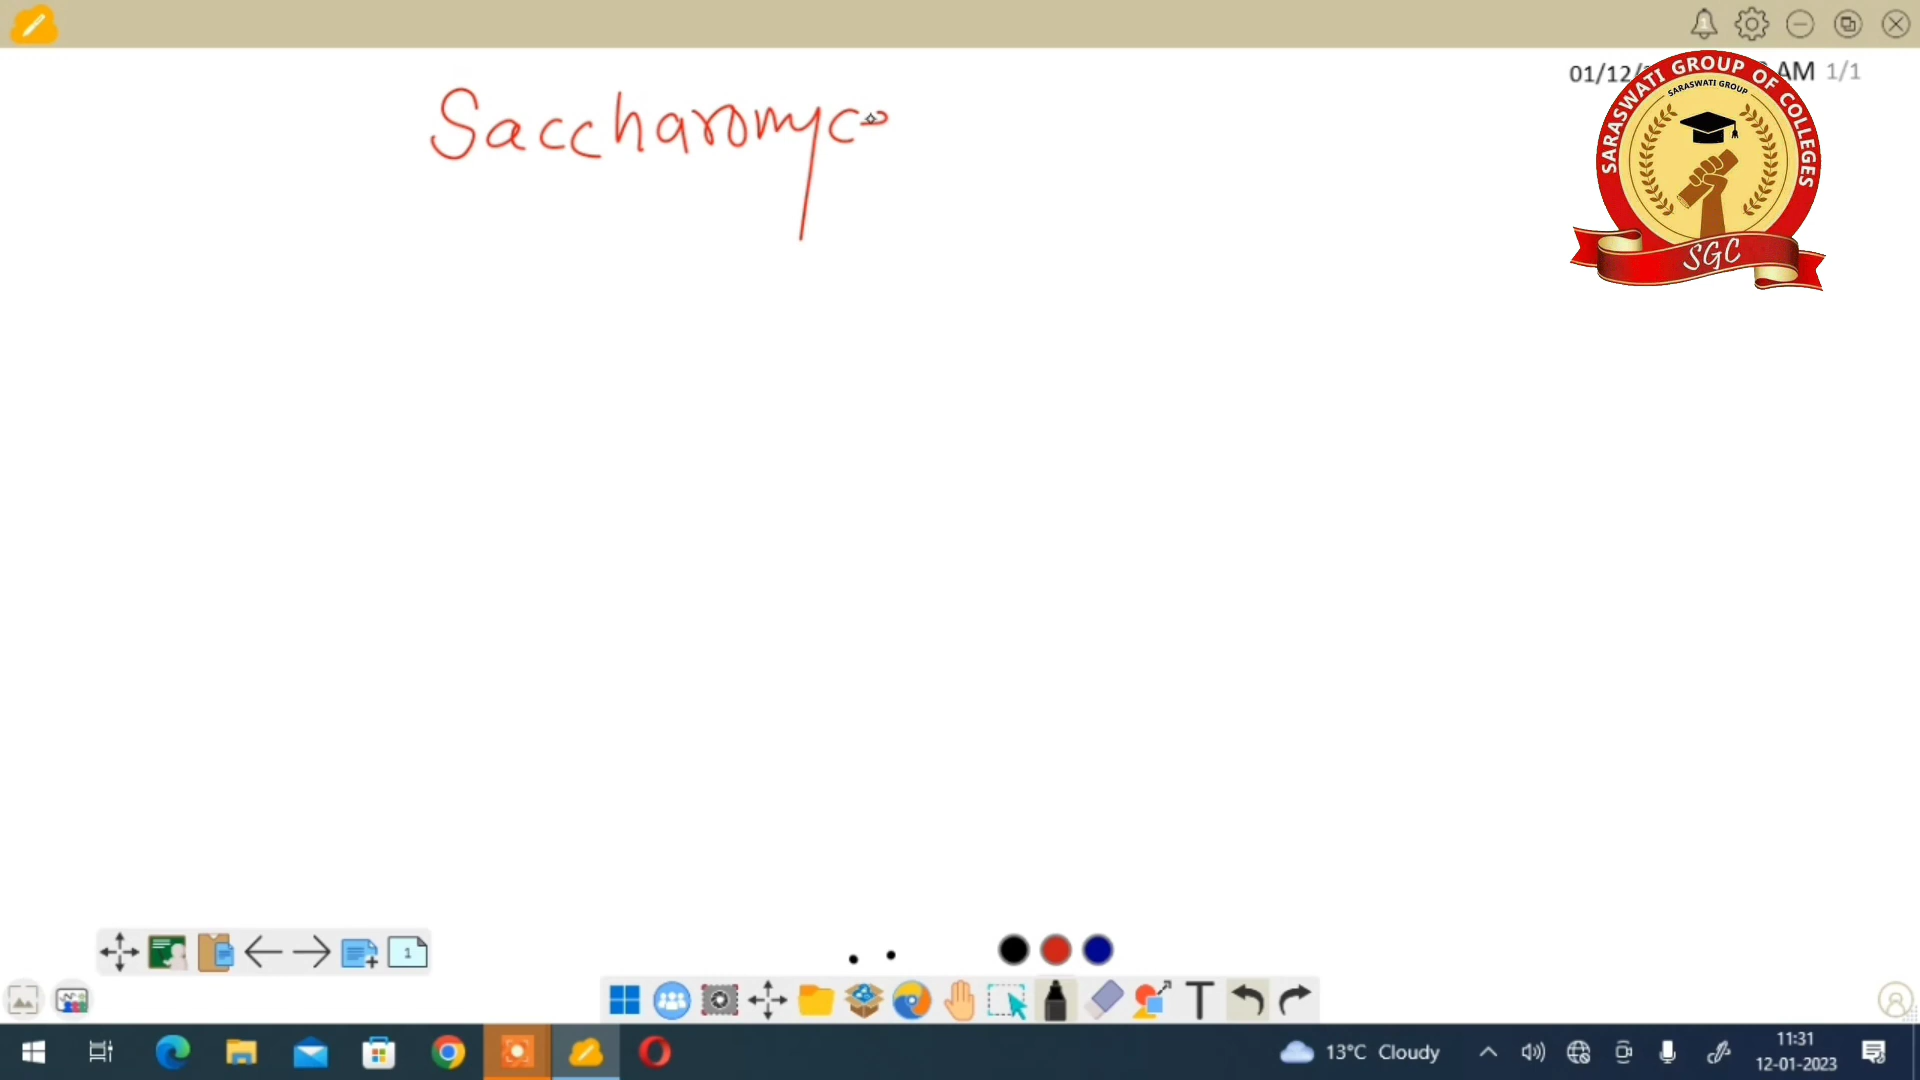 Saccharomyc
01/12/ AM 1/1
SARASWATI GROUP OF COLLEGES
SARASWATI GROUP
SGC
1
T
13°C Cloudy
11:31
12-01-2023